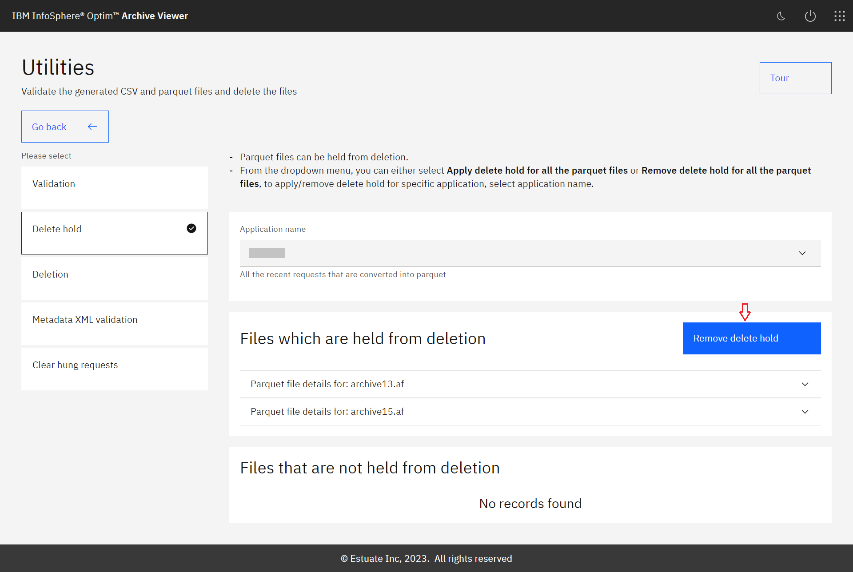 IBM InfoSphere® Optim™ Archive Viewer
Utilities
Validate the generated CSV and parquet files and delete the files
Tour
Go back
Please select
Validation
Delete hold
Deletion
Metadata XML validation
Clear hung requests
- Parquet files can be held from deletion.
- From the dropdown menu, you can either select Apply delete hold for all the parquet files or Remove delete hold for all the parquet
files, to apply/remove delete hold for specific application, select application name.
Application name
All the recent requests that are converted into parquet
Files which are held from deletion
Remove delete hold
Parquet file details for: archive13.af
Parquet file details for: archive15.af
Files that are not held from deletion
No records found
© Estuate Inc, 2023. All rights reserved